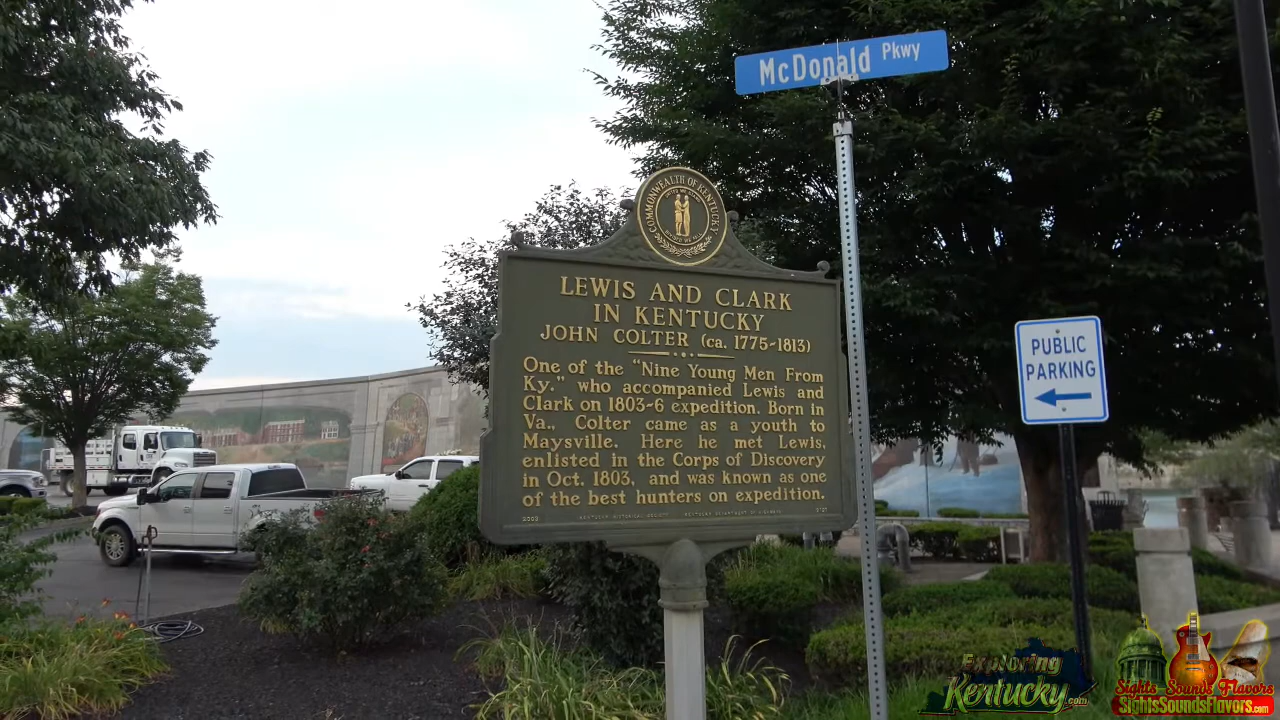 McDonald Pkwy
COMMONWEALTH OF KENTUCKY
LEWIS AND CLARK
IN KENTUCKY
JOHN COLTER (ca. 1775-1813)
One of the "Nine Young Men From
Ky." who accompanied Lewis and
Clark on 1803-6 expedition. Born in
Va., Colter came as a youth to
Maysville. Here he met Lewis,
enlisted in the Corps of Discovery
in Oct. 1803, and was known as one
of the best hunters on expedition.
PUBLIC
PARKING
Exploring
Kentucky.com
Sights Sounds Flavors
SightsSoundsFlavors.com